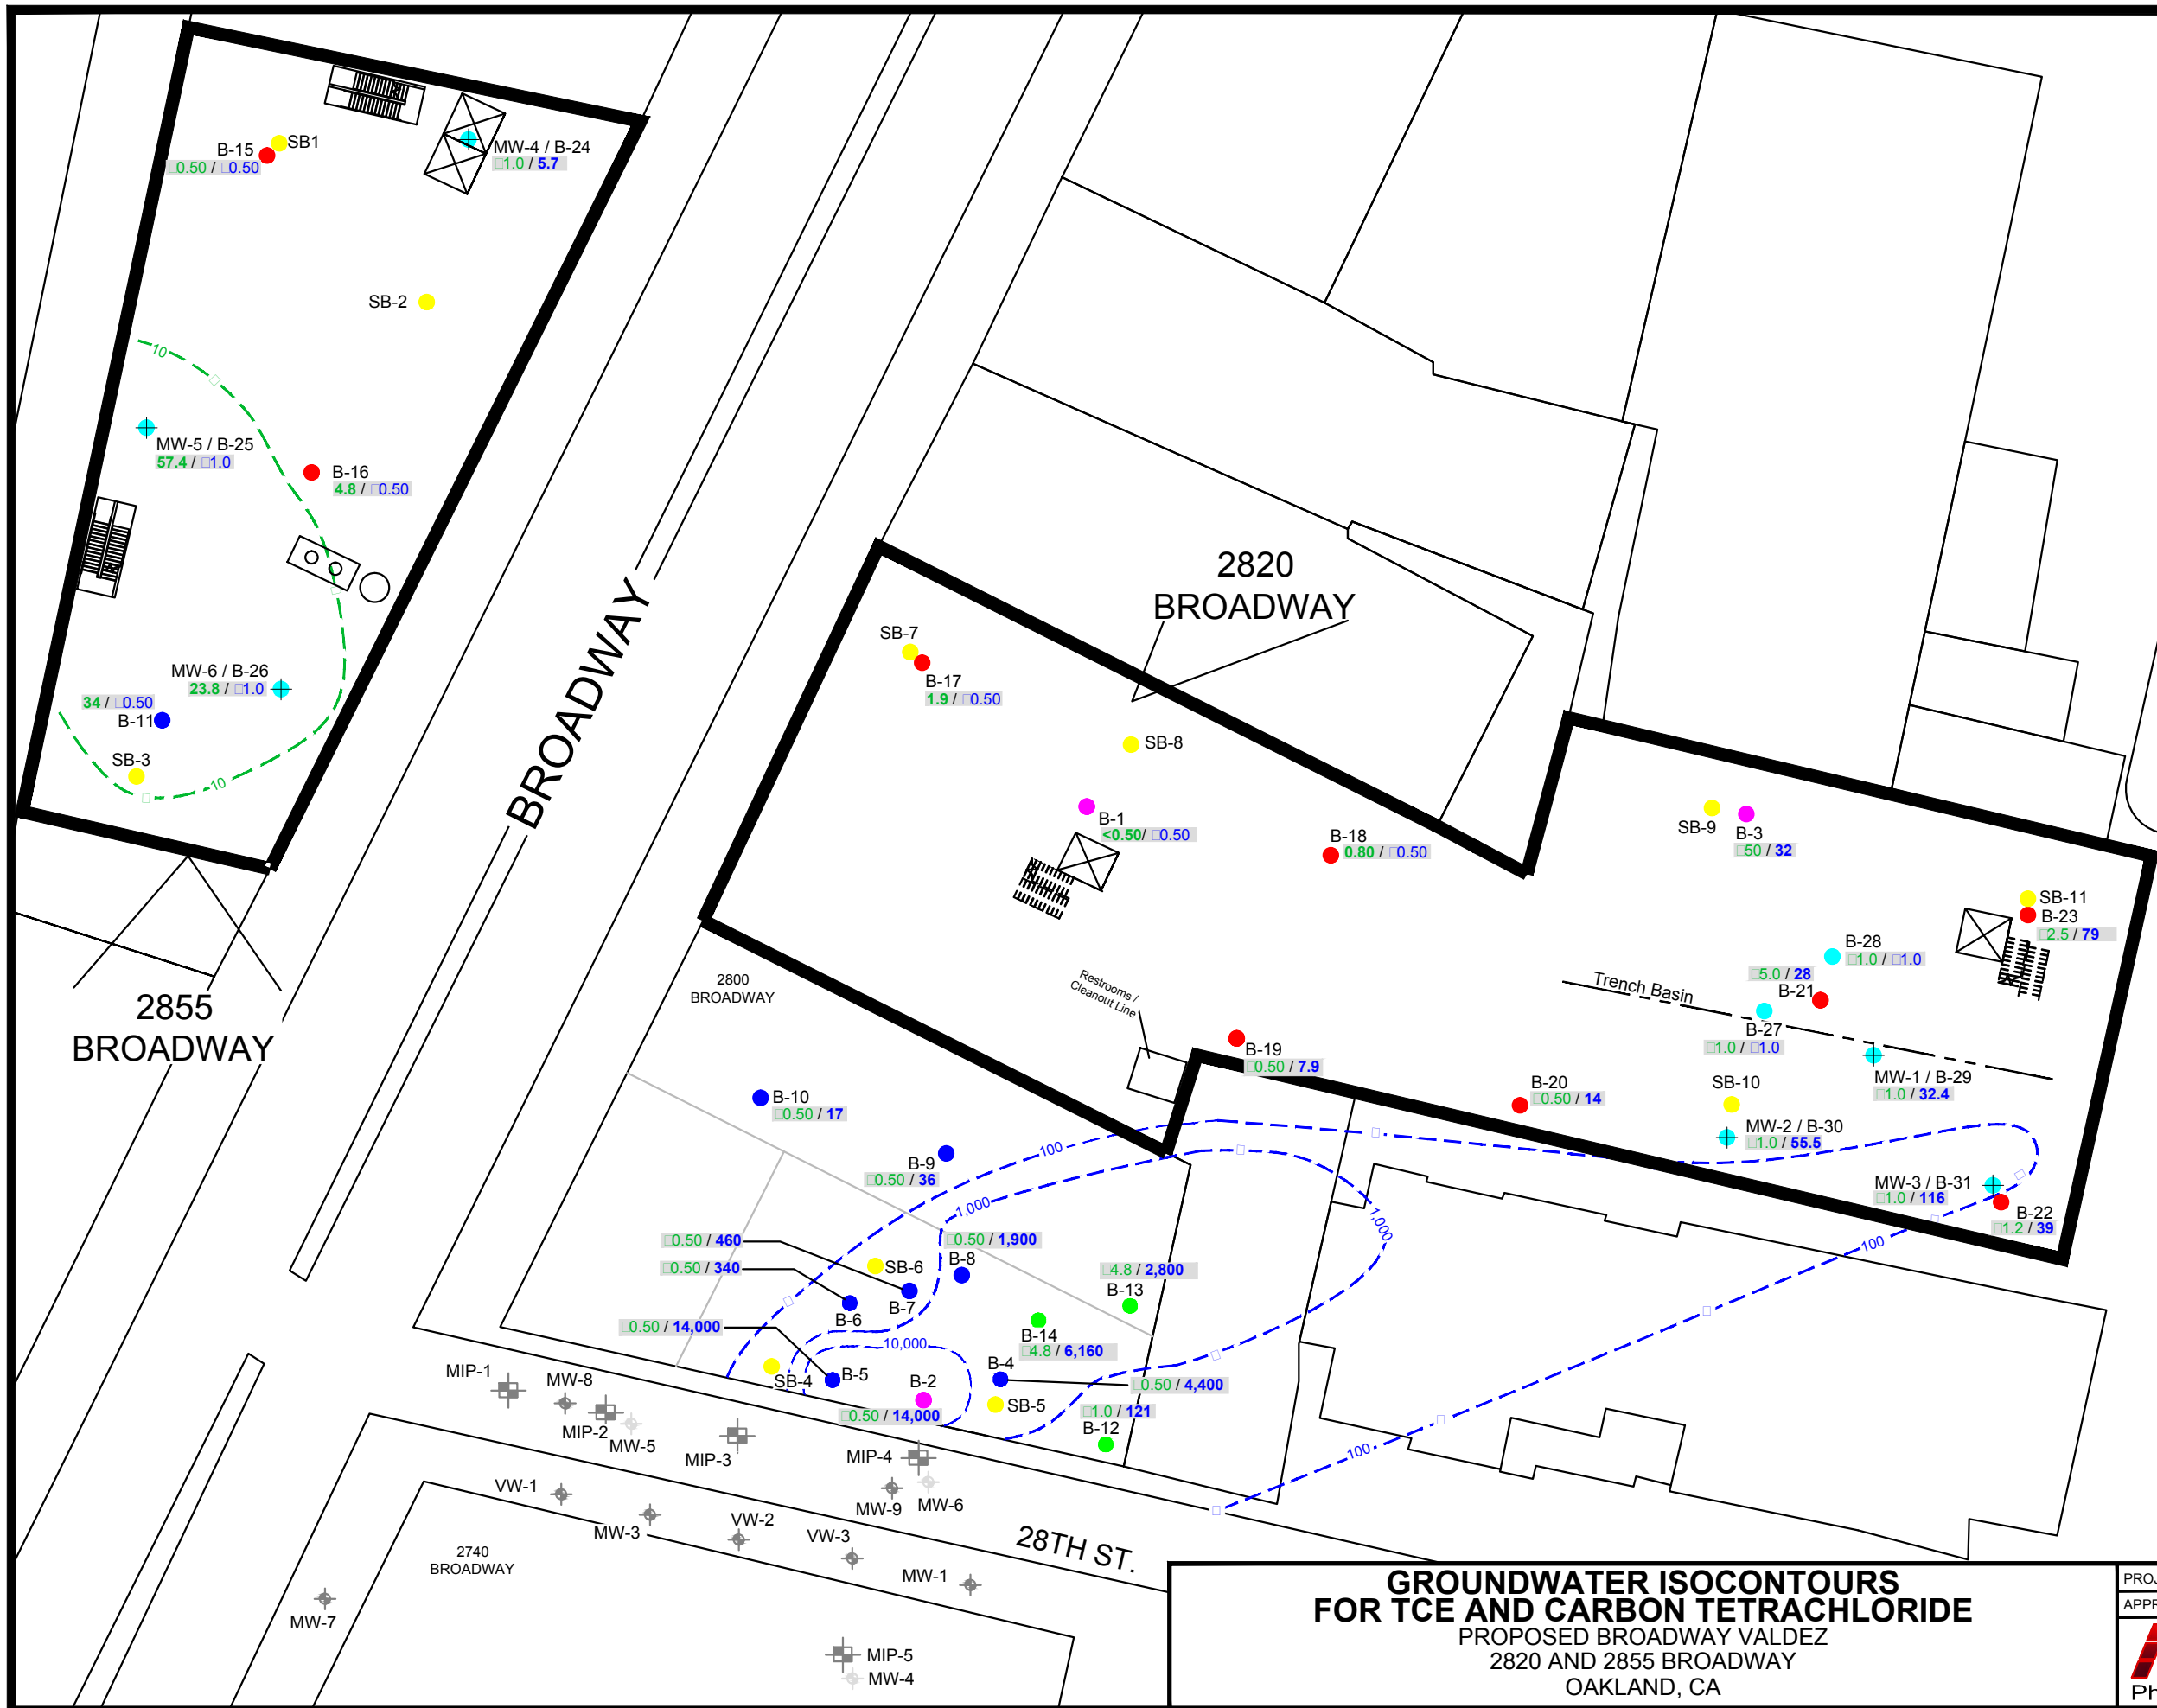 SB1
B-15
□0.50 / □0.50
MW-4 / B-24
□1.0 / 5.7
SB-2
10
MW-5 / B-25
57.4 / □1.0
B-16
4.8 / □0.50
MW-6 / B-26
23.8 / □1.0
34 / □0.50
B-11
SB-3
10
2855
BROADWAY
BROADWAY
2820
BROADWAY
SB-7
B-17
1.9 / □0.50
SB-8
B-1
<0.50/ □0.50
B-18
0.80 / □0.50
SB-9
B-3
□50 / 32
SB-11
B-23
□2.5 / 79
B-28
□1.0 / □1.0
□5.0 / 28
B-21
Trench Basin
B-27
□1.0 / □1.0
MW-1 / B-29
□1.0 / 32.4
SB-10
B-20
□0.50 / 14
MW-2 / B-30
□1.0 / 55.5
MW-3 / B-31
□1.0 / 116
B-22
□1.2 / 39
2800
BROADWAY
Restrooms /
Cleanout Line
B-19
□0.50 / 7.9
B-10
□0.50 / 17
B-9
□0.50 / 36
100
1,000
1,000
100
100
□0.50 / 460
□0.50 / 340
SB-6
□0.50 / 1,900
B-8
B-7
B-6
□4.8 / 2,800
B-13
B-14
□4.8 / 6,160
□0.50 / 14,000
10,000
SB-4
B-5
B-2
□0.50 / 14,000
B-4
□0.50 / 4,400
SB-5
□1.0 / 121
B-12
MIP-1
MW-8
MIP-2
MW-5
MIP-3
MIP-4
MW-9
MW-6
VW-1
MW-3
VW-2
VW-3
MW-1
28TH ST.
2740
BROADWAY
MW-7
MIP-5
MW-4
GROUNDWATER ISOCONTOURS
FOR TCE AND CARBON TETRACHLORIDE
PROPOSED BROADWAY VALDEZ
2820 AND 2855 BROADWAY
OAKLAND, CA
PROJ
APPR
Ph